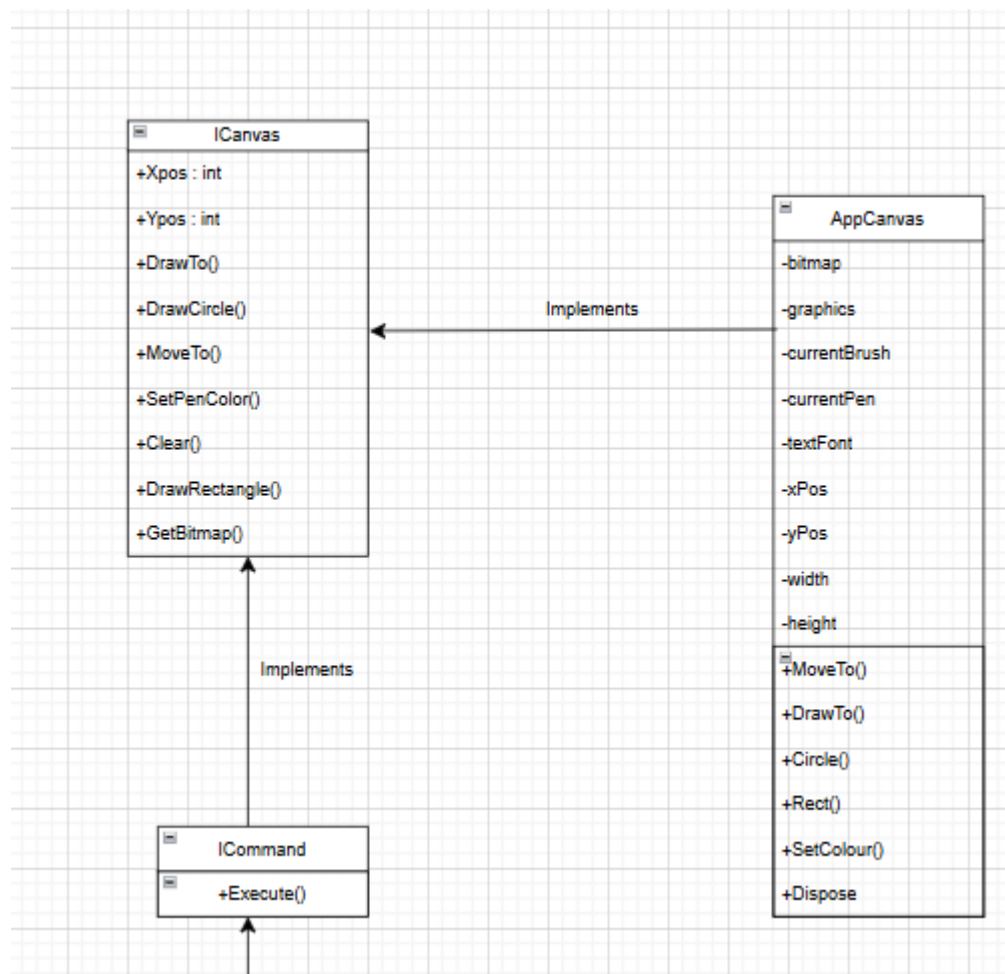 ICanvas
+Xpos : int
+Ypos : int
+DrawTo()
+DrawCircle()
+MoveTo()
+SetPenColor()
+Clear()
+DrawRectangle()
+GetBitmap()
Implements
AppCanvas
-bitmap
-graphics
-currentBrush
-currentPen
-textFont
-xPos
-yPos
-width
-height
+MoveTo()
+DrawTo()
+Circle()
+Rect()
+SetColour()
+Dispose
Implements
ICommand
+Execute()